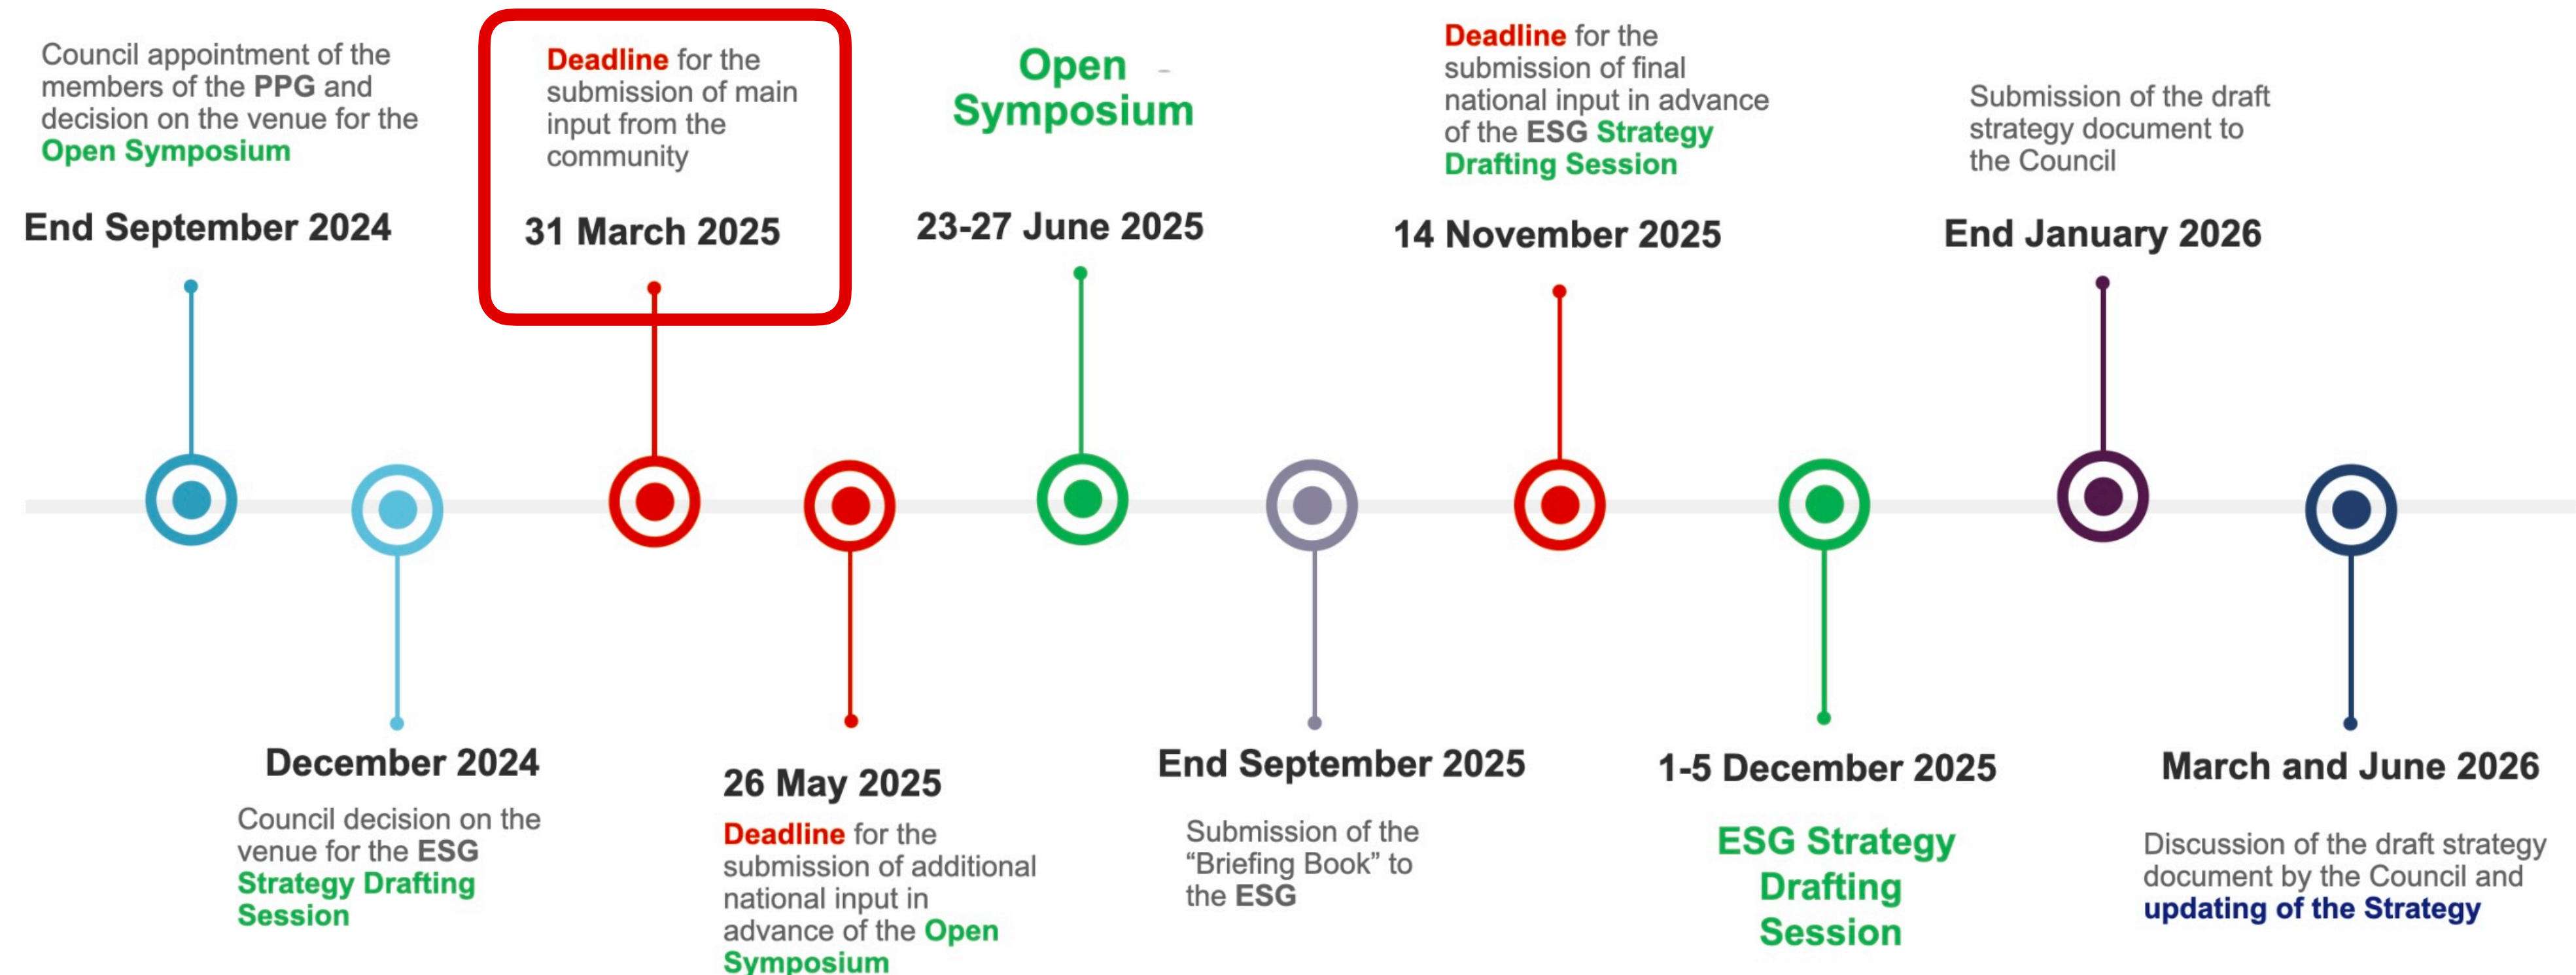 Council appointment of the
members of the PPG and
decision on the venue for the
Open Symposium
End September 2024
December 2024
Council decision on the
venue for the ESG
Strategy Drafting
Session
Deadline for the
submission of main
input from the
community
31 March 2025
26 May 2025
Deadline for the
submission of additional
national input in
advance of the Open
Symposium
Open
Symposium
23-27 June 2025
End September 2025
Submission of the
“Briefing Book” to
the ESG
Deadline for the
submission of final
national input in advance
of the ESG Strategy
Drafting Session
14 November 2025
1-5 December 2025
ESG Strategy
Drafting
Session
Submission of the draft
strategy document to
the Council
End January 2026
March and June 2026
Discussion of the draft strategy
document by the Council and
updating of the Strategy